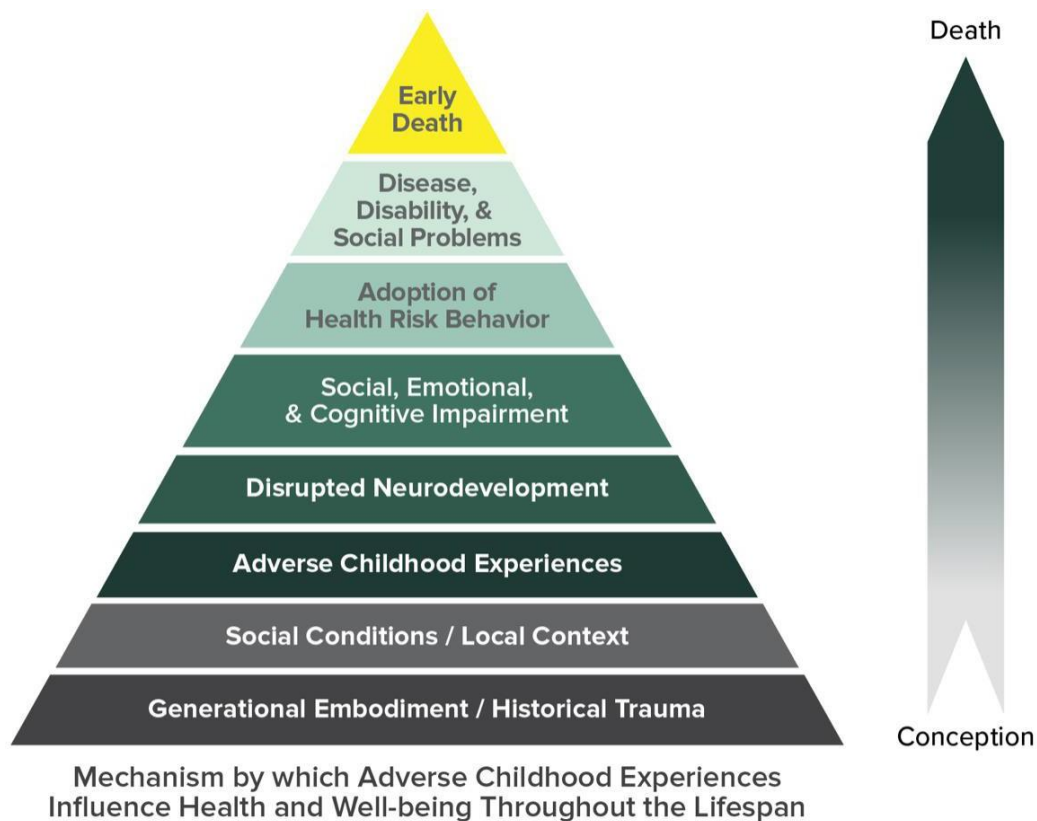 Death
Early
Death
Disease,
Disability, &
Social Problems
Adoption of
Health Risk Behavior
Social, Emotional,
& Cognitive Impairment
Disrupted Neurodevelopment
Adverse Childhood Experiences
Social Conditions / Local Context
Generational Embodiment / Historical Trauma
Conception
Mechanism by which Adverse Childhood Experiences
Influence Health and Well-being Throughout the Lifespan